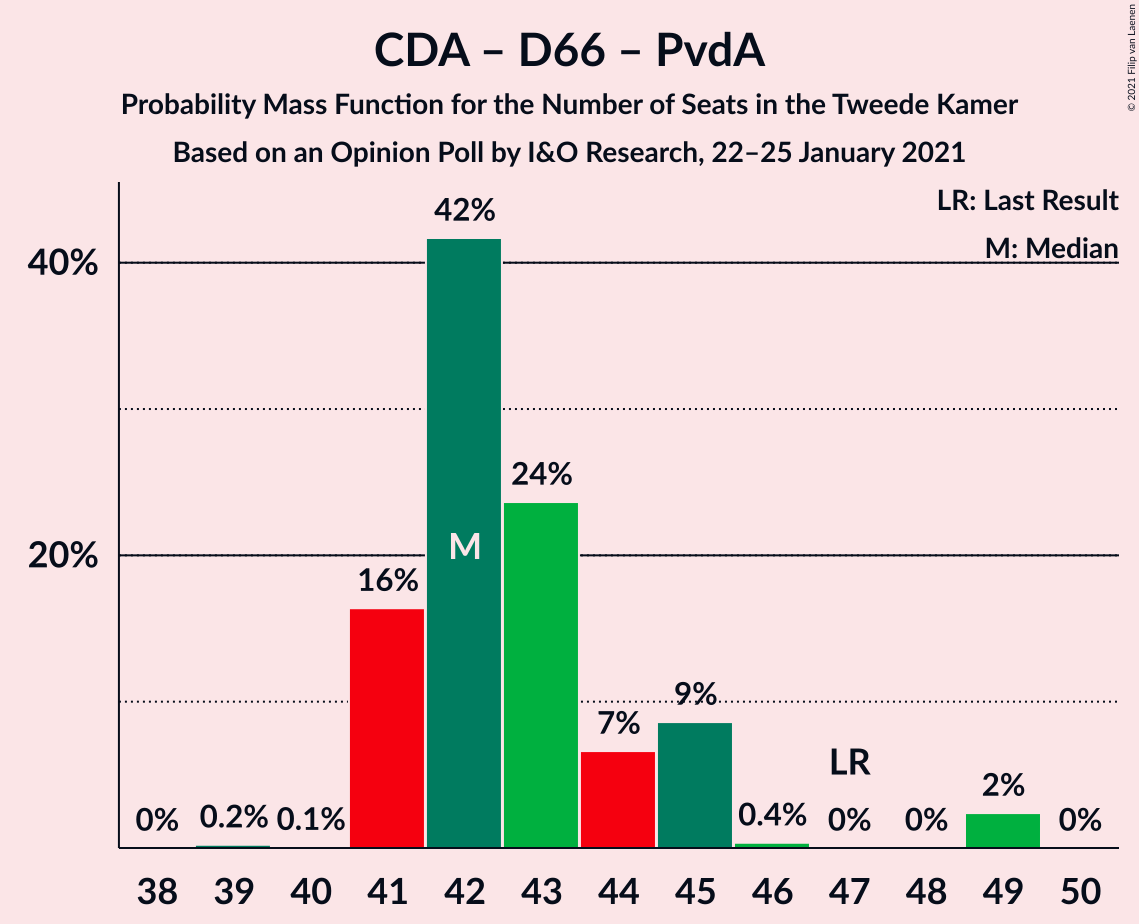 CDA – D66 – PvdA
Probability Mass Function for the Number of Seats in the Tweede Kamer
Based on an Opinion Poll by I&O Research, 22–25 January 2021
© 2021 Filip van Laenen
LR: Last Result
M: Median
40%
20%
0%
0.2%
0.1%
16%
42%
M
24%
7%
9%
0.4%
LR
0%
0%
2%
0%
38 39 40 41 42 43 44 45 46 47 48 49 50